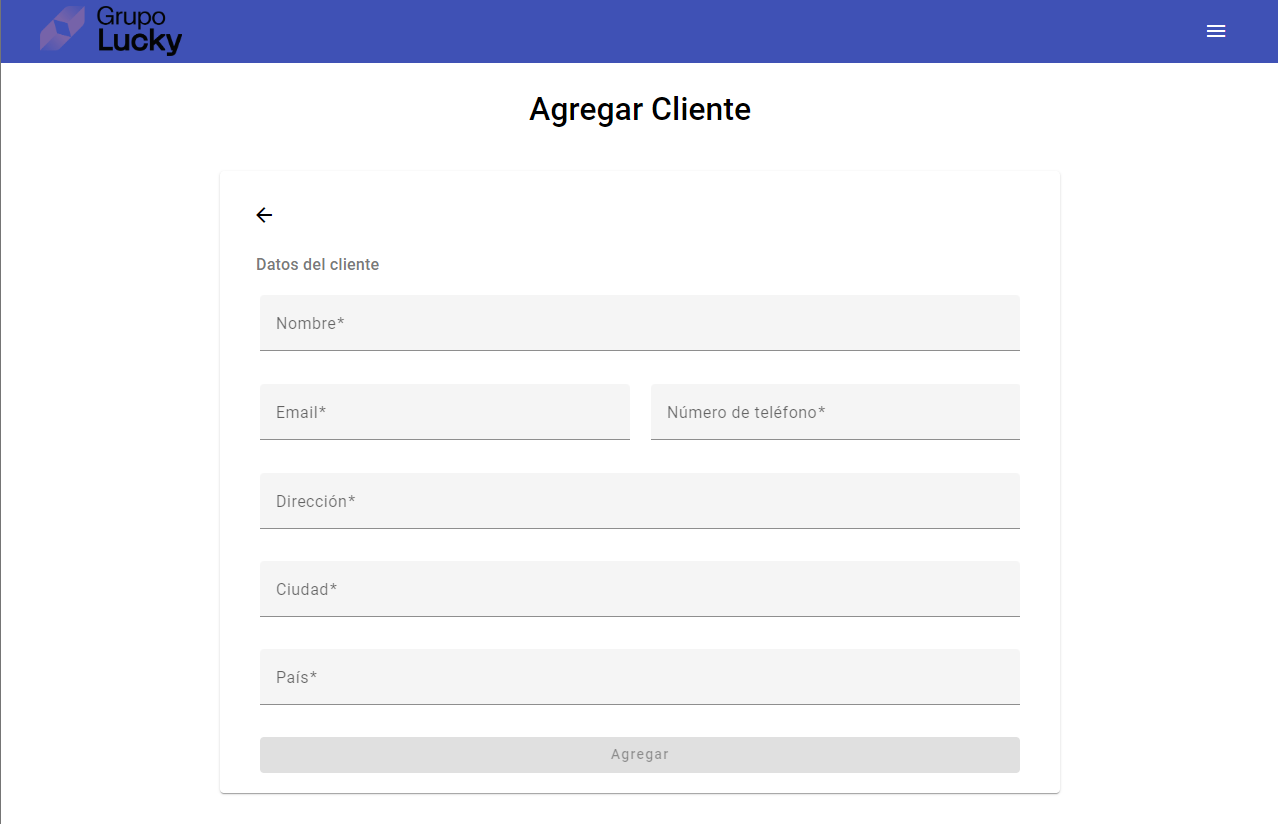 Grupo
Lucky
Agregar Cliente
Datos del cliente
Nombre*
Email*
Número de teléfono*
Dirección*
Ciudad*
País*
Agregar